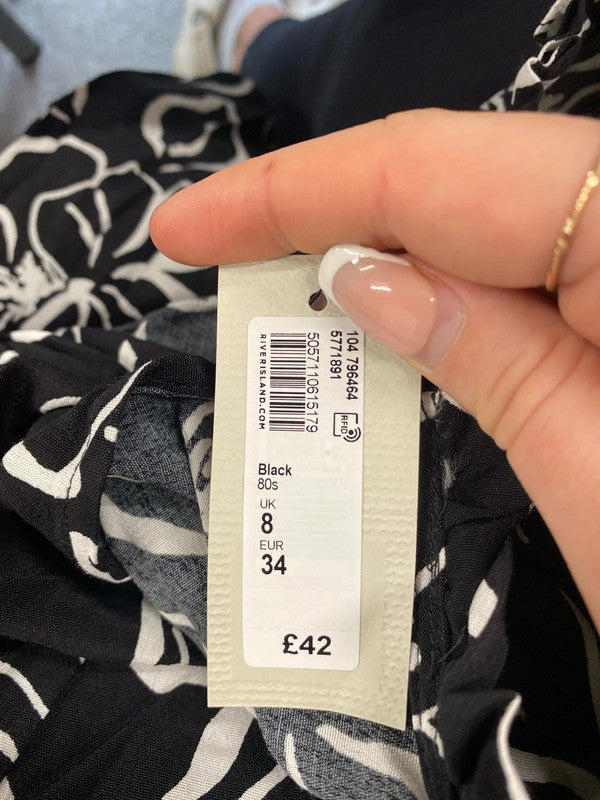 104 796464
5771891
RFID
5057110615179
RIVERISLAND.COM
Black
80s
UK
8
EUR
34
£42